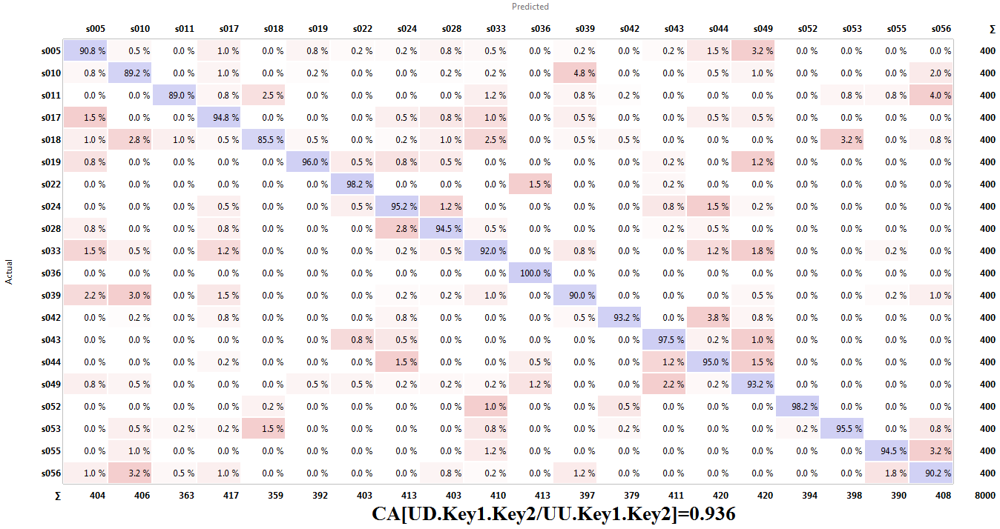 Predicted
s005 s010 s011 s017 s018 s019 s022 s024 s028 s033 s036 s039 s042 s043 s044 s049 s052 s053 s055 s056 Σ
s005 90.8 % 0.5 % 0.0 % 1.0 % 0.0 % 0.8 % 0.2 % 0.2 % 0.8 % 0.5 % 0.0 % 0.2 % 0.0 % 0.2 % 1.5 % 3.2 % 0.0 % 0.0 % 0.0 % 0.0 % 400
s010 0.8 % 89.2 % 0.0 % 1.0 % 0.0 % 0.2 % 0.0 % 0.0 % 0.2 % 0.2 % 0.0 % 4.8 % 0.0 % 0.0 % 0.5 % 1.0 % 0.0 % 0.0 % 0.0 % 2.0 % 400
s011 0.0 % 0.0 % 89.0 % 0.8 % 2.5 % 0.0 % 0.0 % 0.0 % 0.0 % 1.2 % 0.0 % 0.8 % 0.2 % 0.0 % 0.0 % 0.0 % 0.0 % 0.8 % 0.8 % 4.0 % 400
s017 1.5 % 0.0 % 0.0 % 94.8 % 0.0 % 0.0 % 0.0 % 0.5 % 0.8 % 1.0 % 0.0 % 0.5 % 0.0 % 0.0 % 0.5 % 0.5 % 0.0 % 0.0 % 0.0 % 0.0 % 400
s018 1.0 % 2.8 % 1.0 % 0.5 % 85.5 % 0.5 % 0.0 % 0.2 % 1.0 % 2.5 % 0.0 % 0.5 % 0.5 % 0.0 % 0.0 % 0.0 % 0.0 % 3.2 % 0.0 % 0.8 % 400
s019 0.8 % 0.0 % 0.0 % 0.0 % 0.0 % 96.0 % 0.5 % 0.8 % 0.5 % 0.0 % 0.0 % 0.0 % 0.0 % 0.2 % 0.0 % 1.2 % 0.0 % 0.0 % 0.0 % 0.0 % 400
s022 0.0 % 0.0 % 0.0 % 0.0 % 0.0 % 0.0 % 98.2 % 0.0 % 0.0 % 0.0 % 1.5 % 0.0 % 0.0 % 0.2 % 0.0 % 0.0 % 0.0 % 0.0 % 0.0 % 0.0 % 400
s024 0.0 % 0.0 % 0.0 % 0.5 % 0.0 % 0.0 % 0.5 % 95.2 % 1.2 % 0.0 % 0.0 % 0.0 % 0.0 % 0.8 % 1.5 % 0.2 % 0.0 % 0.0 % 0.0 % 0.0 % 400
s028 0.8 % 0.0 % 0.0 % 0.8 % 0.0 % 0.0 % 0.0 % 2.8 % 94.5 % 0.5 % 0.0 % 0.0 % 0.0 % 0.2 % 0.5 % 0.0 % 0.0 % 0.0 % 0.0 % 0.0 % 400
s033 1.5 % 0.5 % 0.0 % 1.2 % 0.0 % 0.0 % 0.0 % 0.2 % 0.5 % 92.0 % 0.0 % 0.8 % 0.0 % 0.0 % 1.2 % 1.8 % 0.0 % 0.0 % 0.2 % 0.0 % 400
s036 0.0 % 0.0 % 0.0 % 0.0 % 0.0 % 0.0 % 0.0 % 0.0 % 0.0 % 0.0 % 100.0 % 0.0 % 0.0 % 0.0 % 0.0 % 0.0 % 0.0 % 0.0 % 0.0 % 0.0 % 400
s039 2.2 % 3.0 % 0.0 % 1.5 % 0.0 % 0.0 % 0.0 % 0.2 % 0.2 % 1.0 % 0.0 % 90.0 % 0.0 % 0.0 % 0.0 % 0.5 % 0.0 % 0.0 % 0.2 % 1.0 % 400
s042 0.0 % 0.2 % 0.0 % 0.8 % 0.0 % 0.0 % 0.0 % 0.8 % 0.0 % 0.0 % 0.0 % 0.5 % 93.2 % 0.0 % 3.8 % 0.8 % 0.0 % 0.0 % 0.0 % 0.0 % 400
s043 0.0 % 0.0 % 0.0 % 0.0 % 0.0 % 0.0 % 0.8 % 0.5 % 0.0 % 0.0 % 0.0 % 0.0 % 0.0 % 97.5 % 0.2 % 1.0 % 0.0 % 0.0 % 0.0 % 0.0 % 400
s044 0.0 % 0.0 % 0.0 % 0.2 % 0.0 % 0.0 % 0.0 % 1.5 % 0.0 % 0.0 % 0.5 % 0.0 % 0.0 % 1.2 % 95.0 % 1.5 % 0.0 % 0.0 % 0.0 % 0.0 % 400
s049 0.8 % 0.5 % 0.0 % 0.0 % 0.0 % 0.5 % 0.5 % 0.2 % 0.2 % 0.2 % 1.2 % 0.0 % 0.0 % 2.2 % 0.2 % 93.2 % 0.0 % 0.0 % 0.0 % 0.0 % 400
s052 0.0 % 0.0 % 0.0 % 0.0 % 0.2 % 0.0 % 0.0 % 0.0 % 0.0 % 1.0 % 0.0 % 0.0 % 0.5 % 0.0 % 0.0 % 0.0 % 98.2 % 0.0 % 0.0 % 0.0 % 400
s053 0.0 % 0.5 % 0.2 % 0.2 % 1.5 % 0.0 % 0.0 % 0.0 % 0.0 % 0.8 % 0.0 % 0.0 % 0.2 % 0.0 % 0.0 % 0.0 % 0.2 % 95.5 % 0.0 % 0.8 % 400
s055 0.0 % 1.0 % 0.0 % 0.0 % 0.0 % 0.0 % 0.0 % 0.0 % 0.0 % 1.2 % 0.0 % 0.0 % 0.0 % 0.0 % 0.0 % 0.0 % 0.0 % 0.0 % 94.5 % 3.2 % 400
s056 1.0 % 3.2 % 0.5 % 1.0 % 0.0 % 0.0 % 0.0 % 0.0 % 0.8 % 0.2 % 0.0 % 1.2 % 0.0 % 0.0 % 0.0 % 0.0 % 0.0 % 0.0 % 1.8 % 90.2 % 400
Σ 404 406 363 417 359 392 403 413 403 410 413 397 379 411 420 420 394 398 390 408 8000
Actual
CA[UD.Key1.Key2/UU.Key1.Key2]=0.936